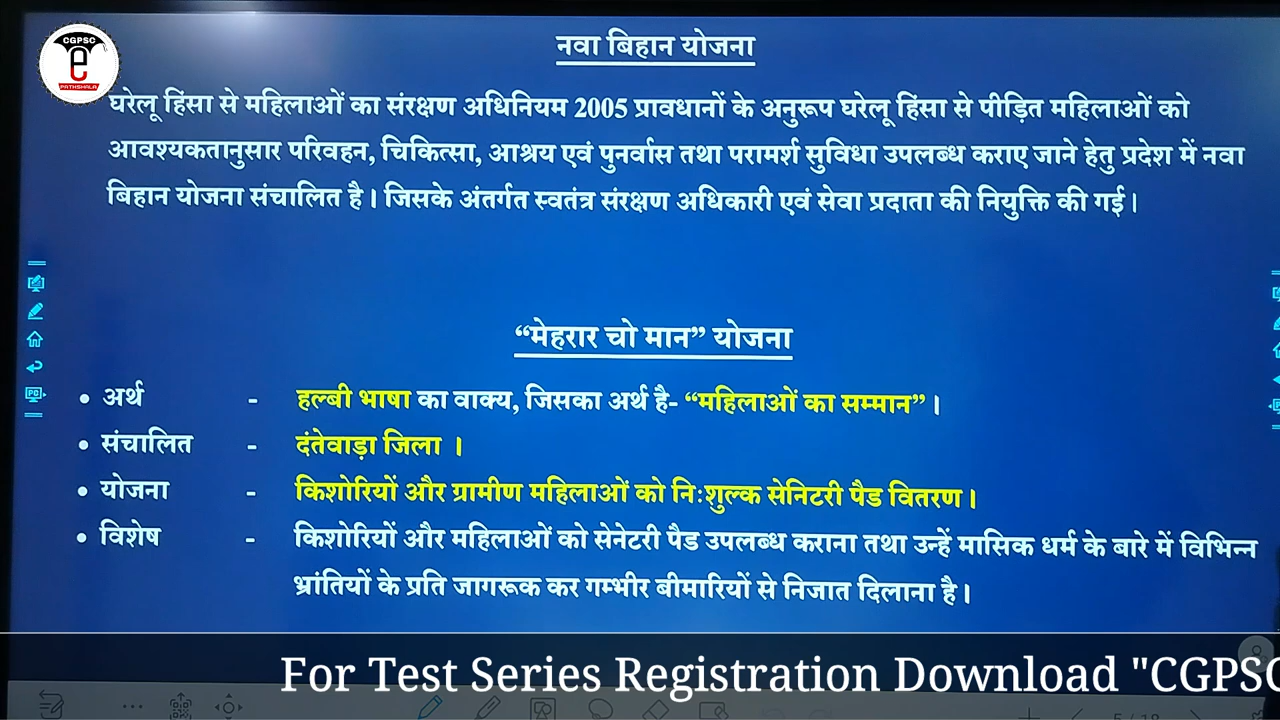 CGPSC
e
PATHSHALA
नवा बिहान योजना
घरेलू हिंसा से महिलाओं का संरक्षण अधिनियम 2005 प्रावधानों के अनुरूप घरेलू हिंसा से पीड़ित महिलाओं को
आवश्यकतानुसार परिवहन, चिकित्सा, आश्रय एवं पुनर्वास तथा परामर्श सुविधा उपलब्ध कराए जाने हेतु प्रदेश में नवा
बिहान योजना संचालित है। जिसके अंतर्गत स्वतंत्र संरक्षण अधिकारी एवं सेवा प्रदाता की नियुक्ति की गई।
“मेहरार चो मान” योजना
• अर्थ - हल्बी भाषा का वाक्य, जिसका अर्थ है- “महिलाओं का सम्मान”।
• संचालित - दंतेवाड़ा जिला ।
• योजना - किशोरियों और ग्रामीण महिलाओं को नि:शुल्क सेनिटरी पैड वितरण।
• विशेष - किशोरियों और महिलाओं को सेनेटरी पैड उपलब्ध कराना तथा उन्हें मासिक धर्म के बारे में विभिन्न
भ्रांतियों के प्रति जागरूक कर गम्भीर बीमारियों से निजात दिलाना है।
For Test Series Registration Download "CGPSC